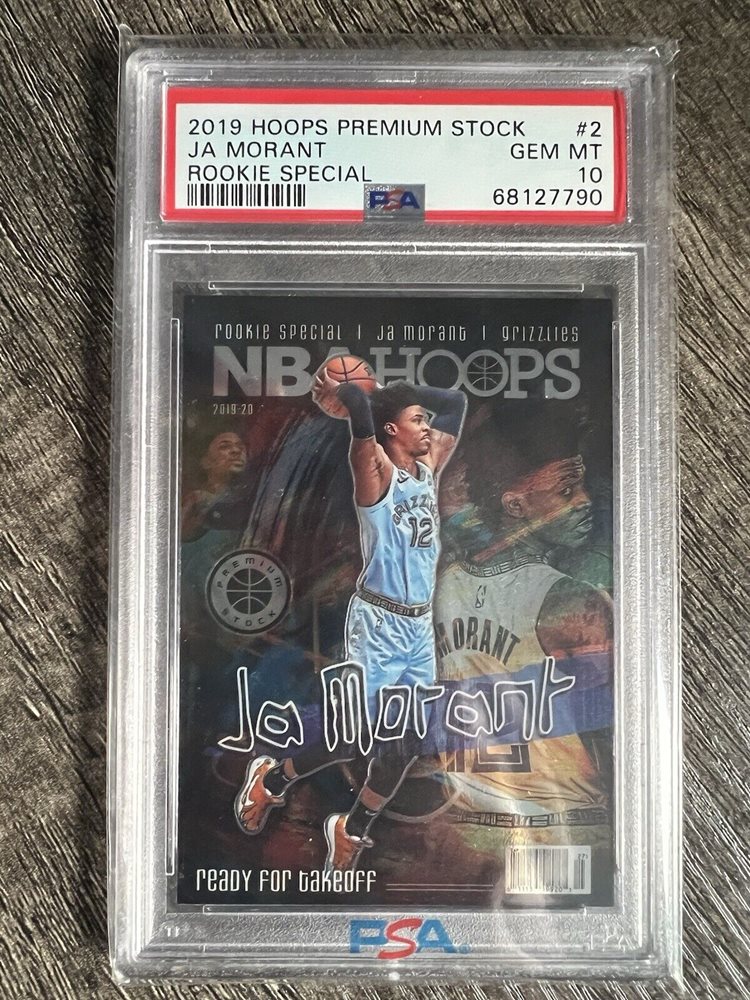 2019 HOOPS PREMIUM STOCK #2
JA MORANT GEM MT
ROOKIE SPECIAL 10
PSA 68127790
ROOKIE SPECIAL | JA MORANT | GRIZZLIES
NBA HOOPS
2019-20
GRIZZLIES
12
PREMIUM STOCK
MORANT
12
Ja Morant
READY FOR TAKEOFF
PSA